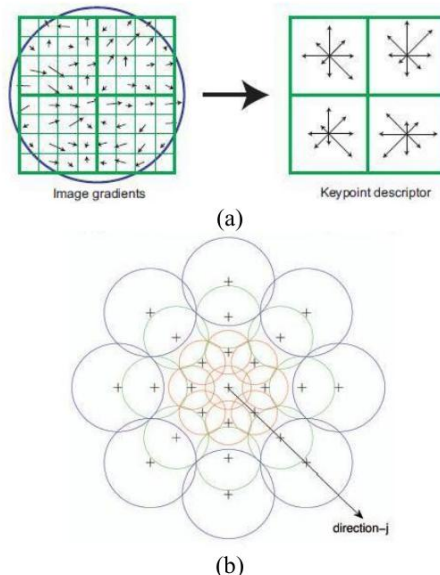 Image gradients
Keypoint descriptor
(a)
direction-j
(b)